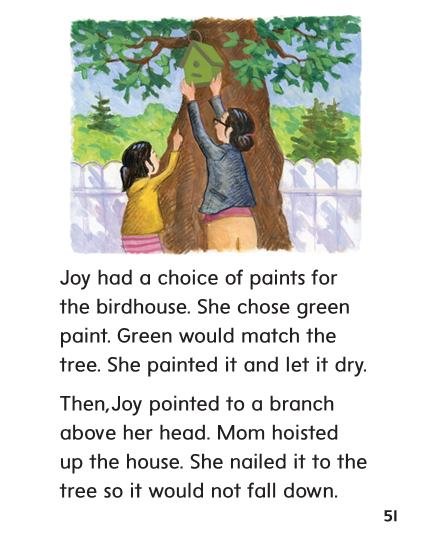 Joy had a choice of paints for
the birdhouse. She chose green
paint. Green would match the
tree. She painted it and let it dry.
Then, Joy pointed to a branch
above her head. Mom hoisted
up the house. She nailed it to the
tree so it would not fall down.
51